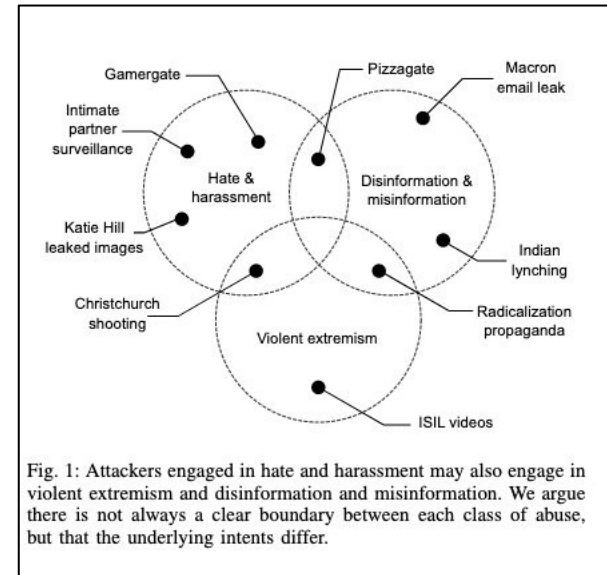 Gamergate
Pizzagate
Macron
email leak
Intimate
partner
surveillance
Hate &
harassment
Disinformation &
misinformation
Katie Hill
leaked images
Indian
lynching
Christchurch
shooting
Radicalization
propaganda
Violent extremism
ISIL videos
Fig. 1: Attackers engaged in hate and harassment may also engage in
violent extremism and disinformation and misinformation. We argue
there is not always a clear boundary between each class of abuse,
but that the underlying intents differ.